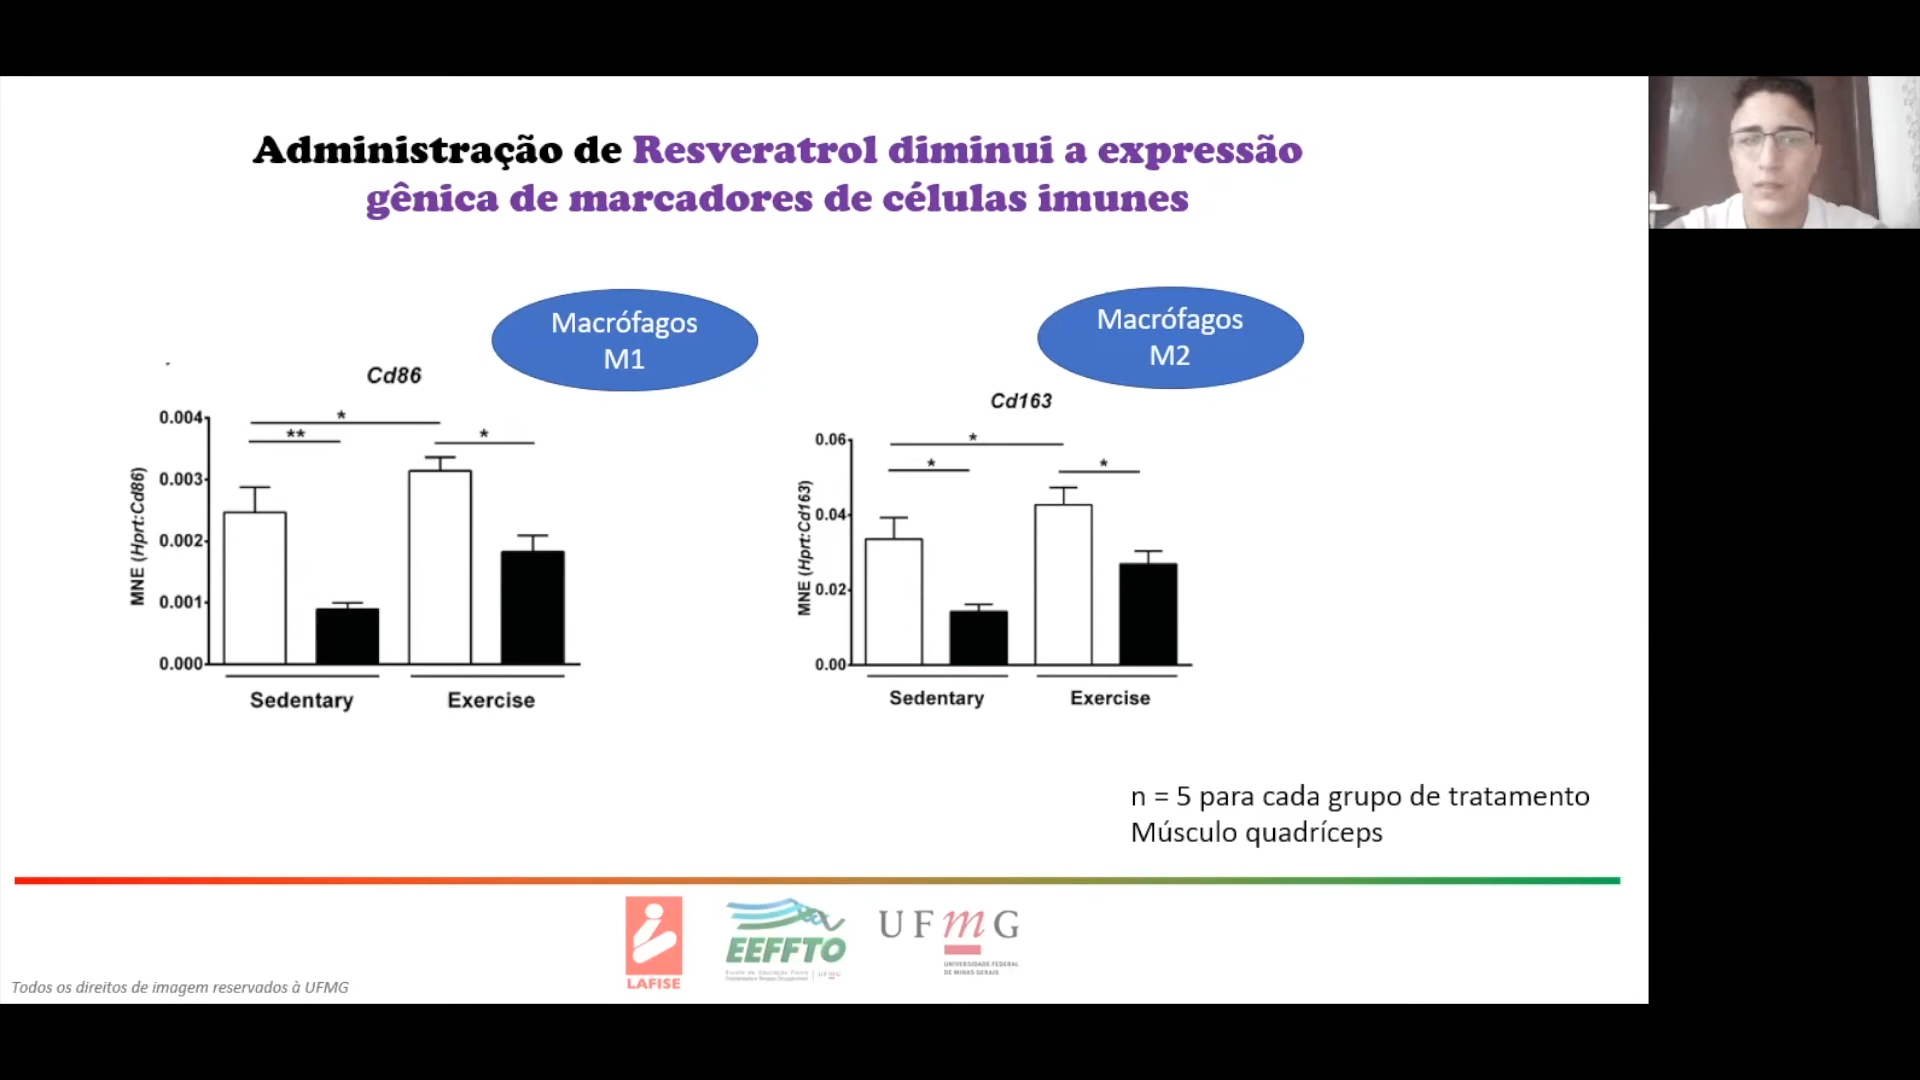 Administração de Resveratrol diminui a expressão
gênica de marcadores de células imunes
Macrófagos
M1
Macrófagos
M2
Cd86
MNE (Hprt:Cd86)
0.004
0.003
0.002
0.001
0.000
*
**
*
Sedentary
Exercise
Cd163
MNE (Hprt:Cd163)
0.06
0.04
0.02
0.00
*
*
*
Sedentary
Exercise
n = 5 para cada grupo de tratamento
Músculo quadríceps
LAFISE
EEFFTO
UFmG
UNIVERSIDADE FEDERAL
DE MINAS GERAIS
Todos os direitos de imagem reservados à UFMG